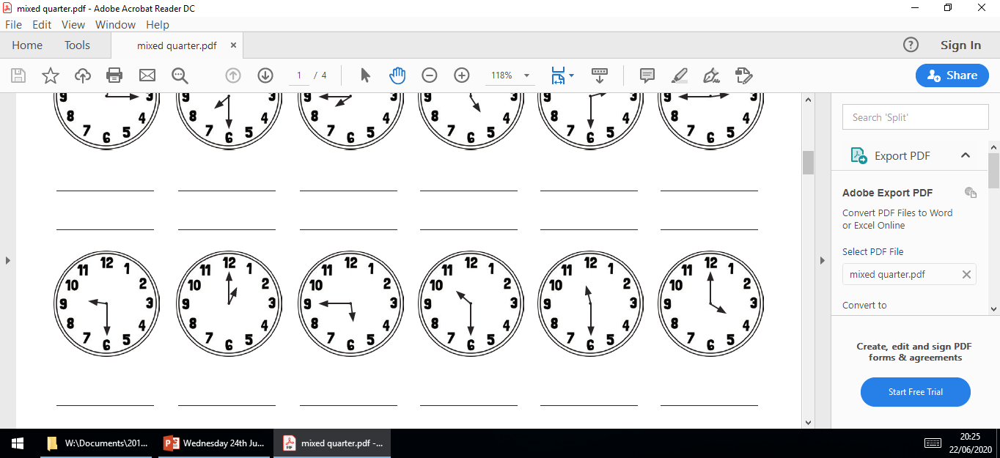 mixed quarter.pdf - Adobe Acrobat Reader DC
File Edit View Window Help
Home Tools mixed quarter.pdf × Sign In
1 / 4 118% Share
9 3 9 3 9 3 9 3 9 3 9 3
8 4 8 4 8 4 8 4 8 4 8 4
7 6 5 7 6 5 7 6 5 7 6 5 7 6 5 7 6 5
11 12 1 11 12 1 11 12 1 11 12 1 11 12 1 11 12 1
10 2 10 2 10 2 10 2 10 2 10 2
9 3 9 3 9 3 9 3 9 3 9 3
8 4 8 4 8 4 8 4 8 4 8 4
7 6 5 7 6 5 7 6 5 7 6 5 7 6 5 7 6 5
Search 'Split'
Export PDF
Adobe Export PDF
Convert PDF Files to Word
or Excel Online
Select PDF File
mixed quarter.pdf
Convert to
Create, edit and sign PDF
forms & agreements
Start Free Trial
W:\Documents\201... Wednesday 24th Ju... mixed quarter.pdf -...
20:25
22/06/2020